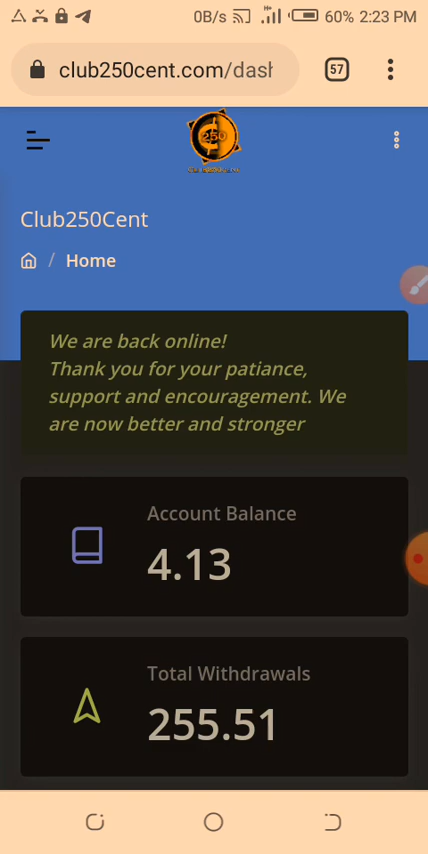 0B/s 60% 2:23 PM
club250cent.com/dash
57
250
Club250Cent
/ Home
We are back online!
Thank you for your patiance,
support and encouragement. We
are now better and stronger
Account Balance
4.13
Total Withdrawals
255.51